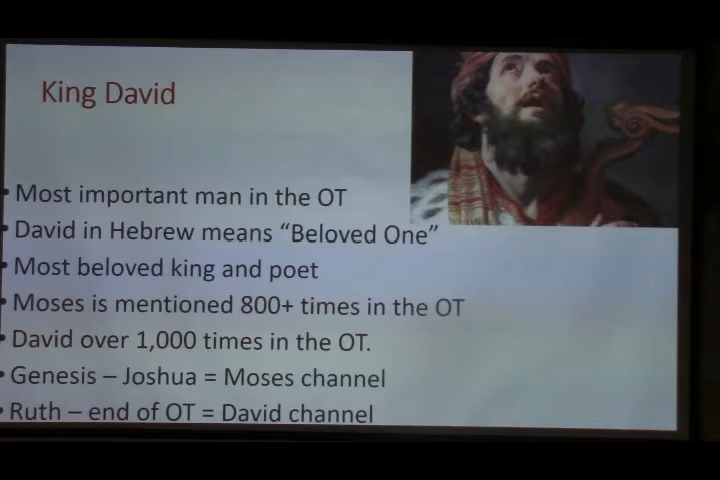 King David
• Most important man in the OT
• David in Hebrew means “Beloved One”
• Most beloved king and poet
• Moses is mentioned 800+ times in the OT
• David over 1,000 times in the OT.
• Genesis – Joshua = Moses channel
• Ruth – end of OT = David channel